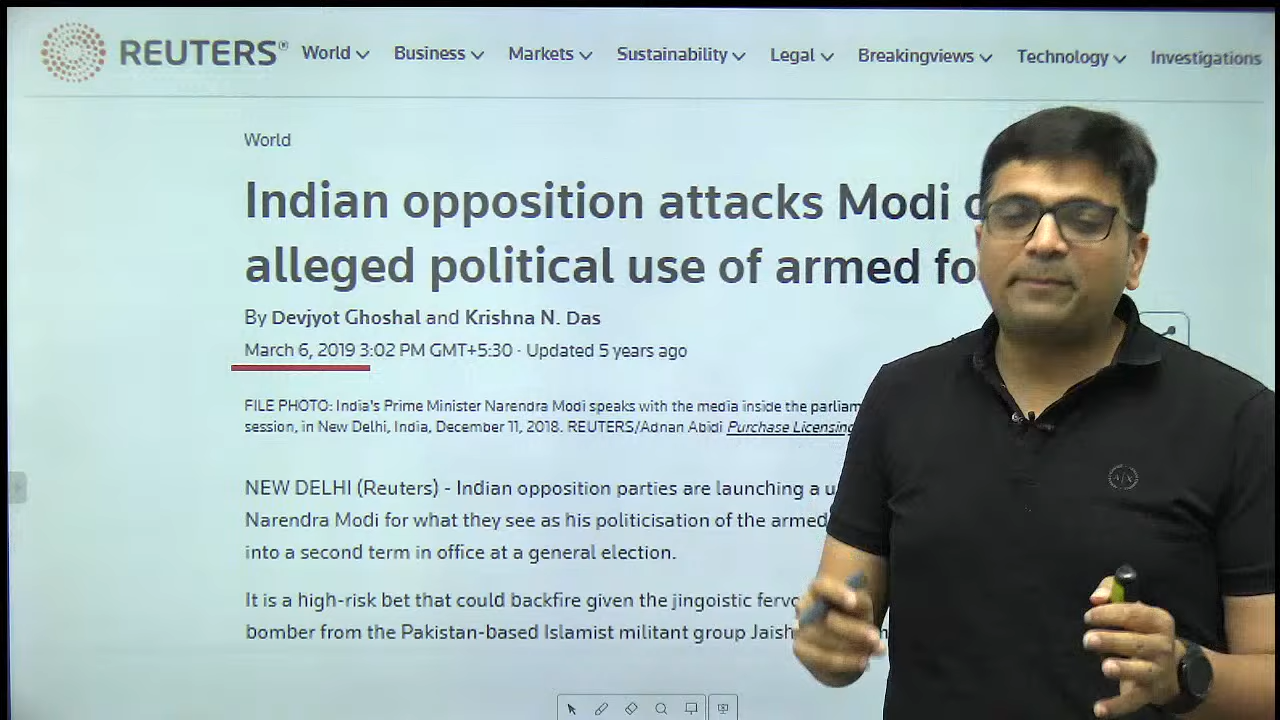 REUTERS® World Business Markets Sustainability Legal Breakingviews Technology Investigations
World
Indian opposition attacks Modi
alleged political use of armed
By Devjyot Ghoshal and Krishna N. Das
March 6, 2019 3:02 PM GMT+5:30 · Updated 5 years ago
FILE PHOTO: India's Prime Minister Narendra Modi speaks with the media inside the
session, in New Delhi, India, December 11, 2018. REUTERS/Adnan Abidi Purchase Licensing
NEW DELHI (Reuters) - Indian opposition parties are launching a
Narendra Modi for what they see as his politicisation of the armed
into a second term in office at a general election.
It is a high-risk bet that could backfire given the jingoistic
bomber from the Pakistan-based Islamist militant group
A|X